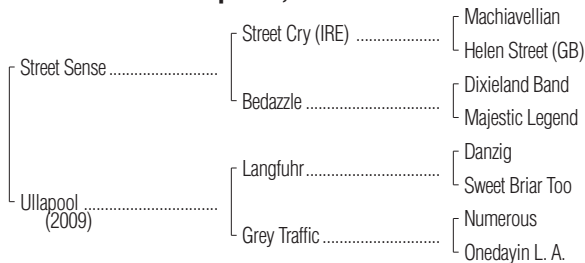 Machiavellian
Street Cry (IRE) ....................
Helen Street (GB)
Street Sense ..........................
Dixieland Band
Bedazzle ..............................
Majestic Legend
Danzig
Langfuhr..............................
Sweet Briar Too
Ullapool ................................
(2009)
Numerous
Grey Traffic..........................
Onedayin L. A.